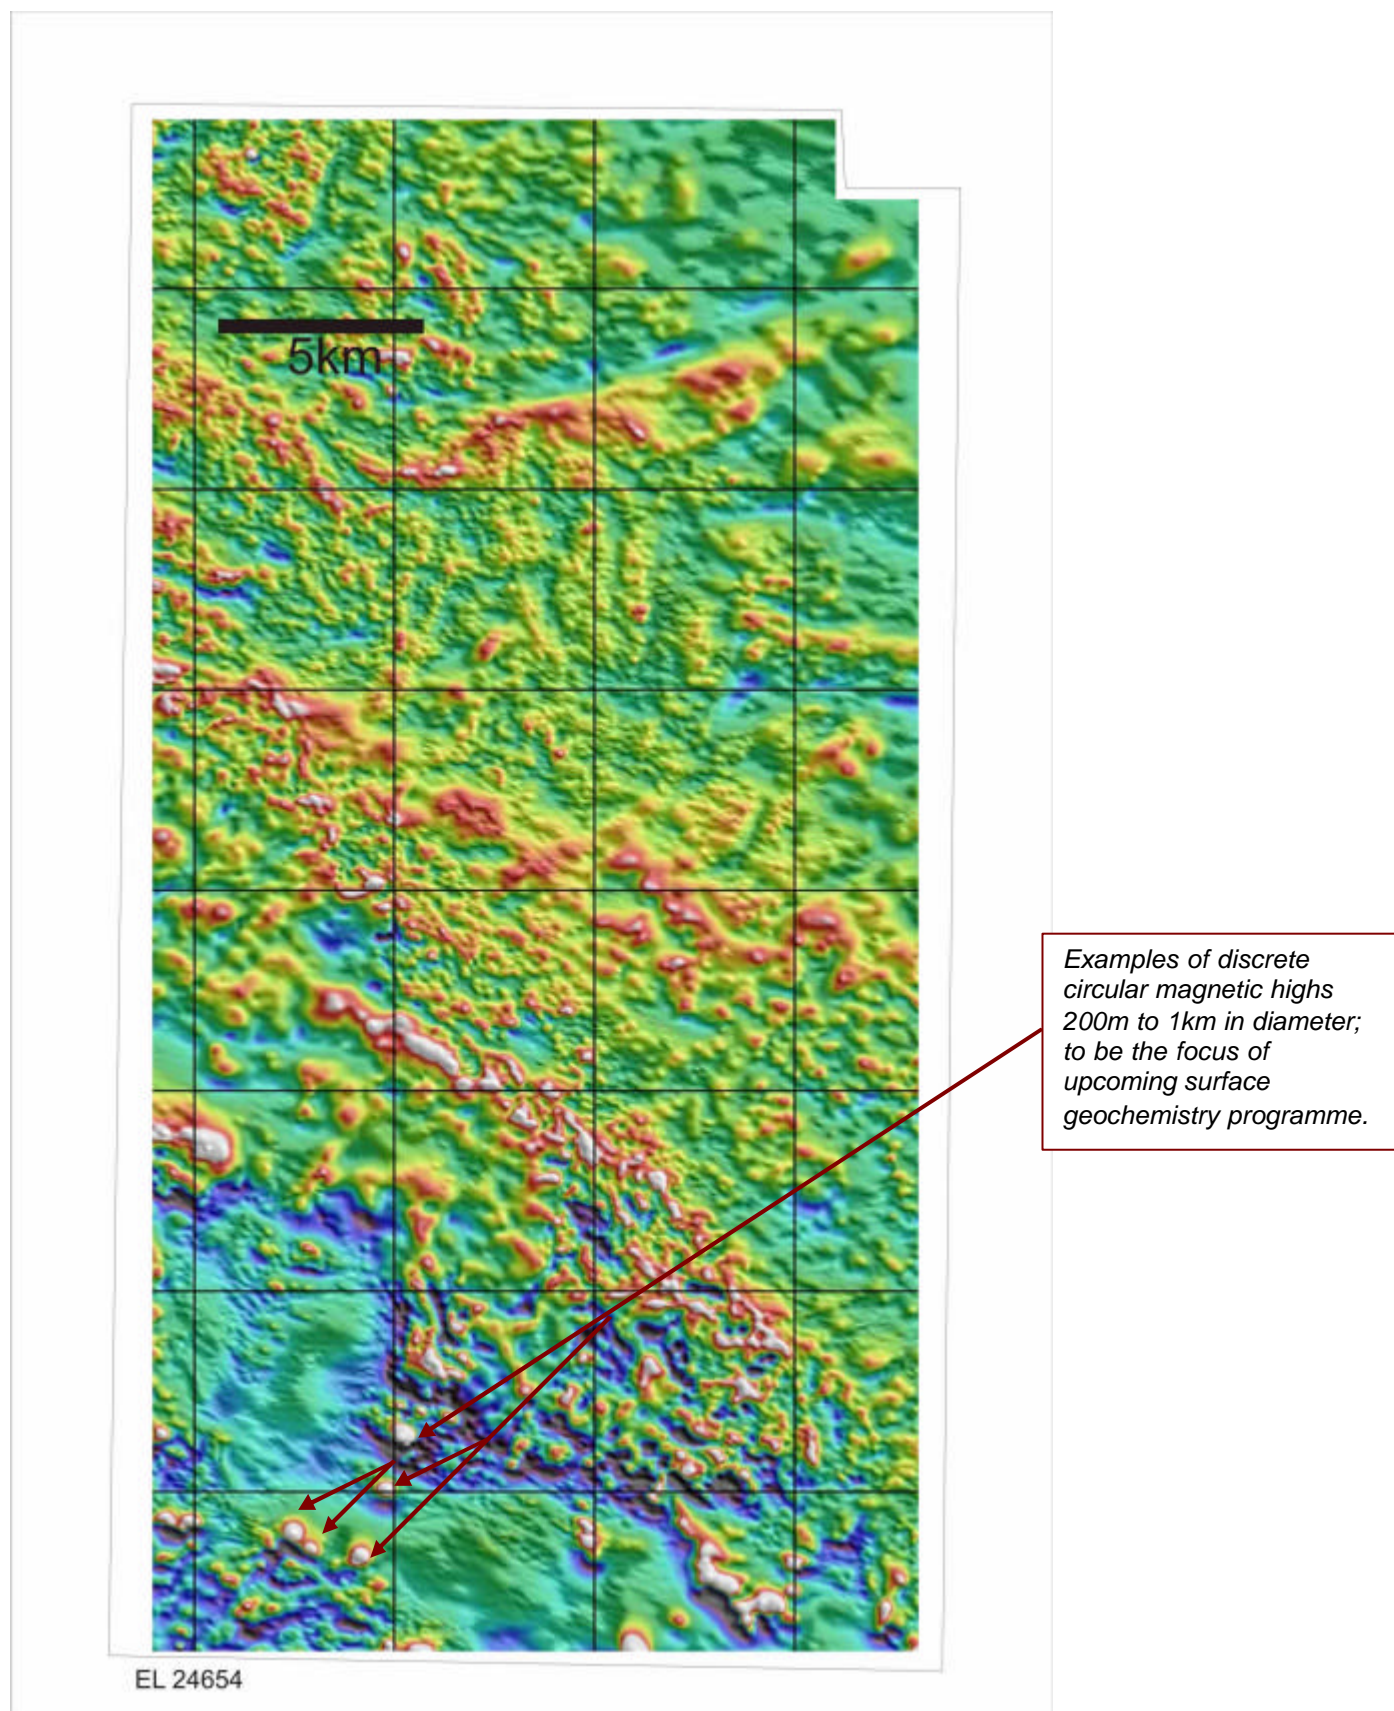 5km
Examples of discrete
circular magnetic highs
200m to 1km in diameter;
to be the focus of
upcoming surface
geochemistry programme.
EL 24654